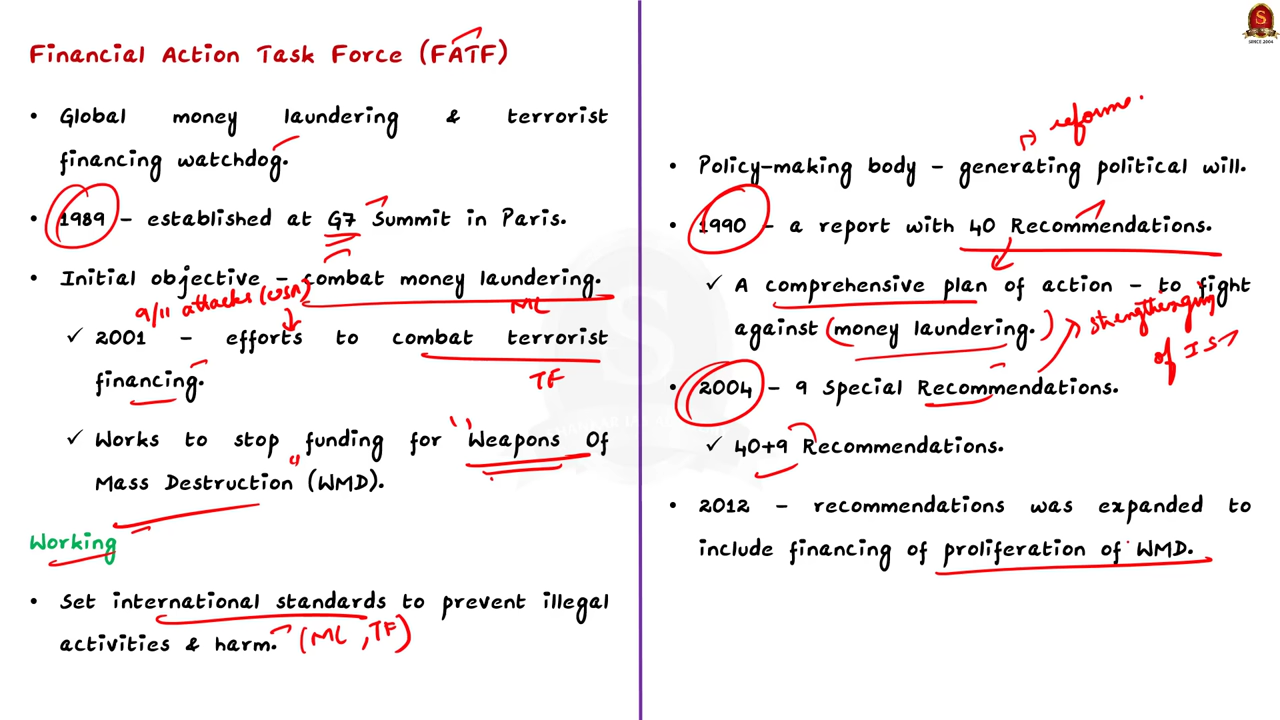 Financial Action Task Force (FATF)
• Global money laundering & terrorist
financing watchdog.
• 1989 – established at G7 Summit in Paris.
• Initial objective – combat money laundering.
9/11 attacks (USA)
ML
✓ 2001 – efforts to combat terrorist
financing.
TF
✓ Works to stop funding for "Weapons Of
Mass Destruction" (WMD).
Working
• Set international standards to prevent illegal
activities & harm. (ML, TF)
S
SINCE 2004
→ reforms.
• Policy-making body – generating political will.
• 1990 – a report with 40 Recommendations.
✓ A comprehensive plan of action – to fight
against (money laundering.)
strengthening
of IS
• 2004 – 9 Special Recommendations.
✓ 40+9 Recommendations.
• 2012 – recommendations was expanded to
include financing of proliferation of WMD.